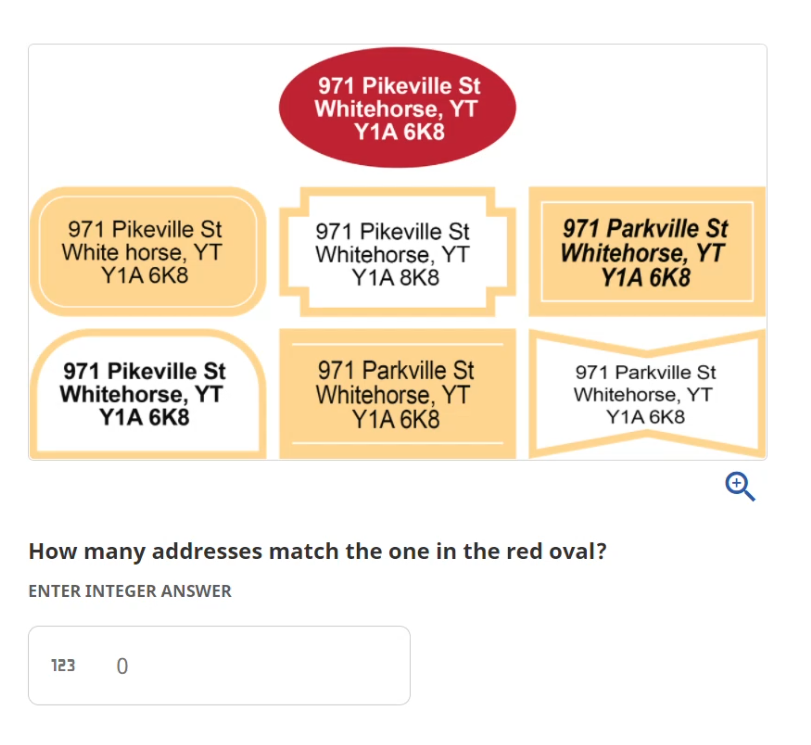 971 Pikeville St
Whitehorse, YT
Y1A 6K8
971 Pikeville St
White horse, YT
Y1A 6K8
971 Pikeville St
Whitehorse, YT
Y1A 8K8
971 Parkville St
Whitehorse, YT
Y1A 6K8
971 Pikeville St
Whitehorse, YT
Y1A 6K8
971 Parkville St
Whitehorse, YT
Y1A 6K8
971 Parkville St
Whitehorse, YT
Y1A 6K8
How many addresses match the one in the red oval?
ENTER INTEGER ANSWER
123 0